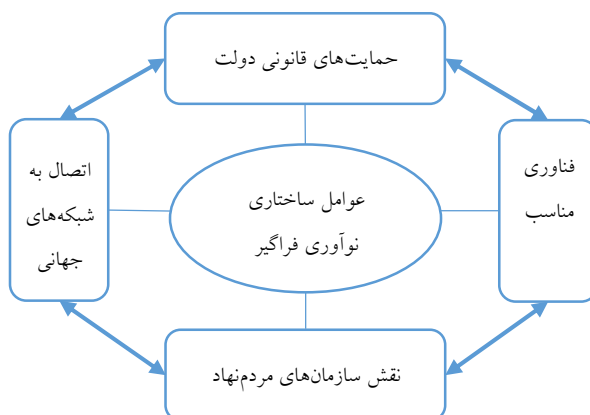 حمایت‌های قانونی دولت
فناوری
مناسب
عوامل ساختاری
نوآوری فراگیر
اتصال به
شبکه‌های
جهانی
نقش سازمان‌های مردم‌نهاد